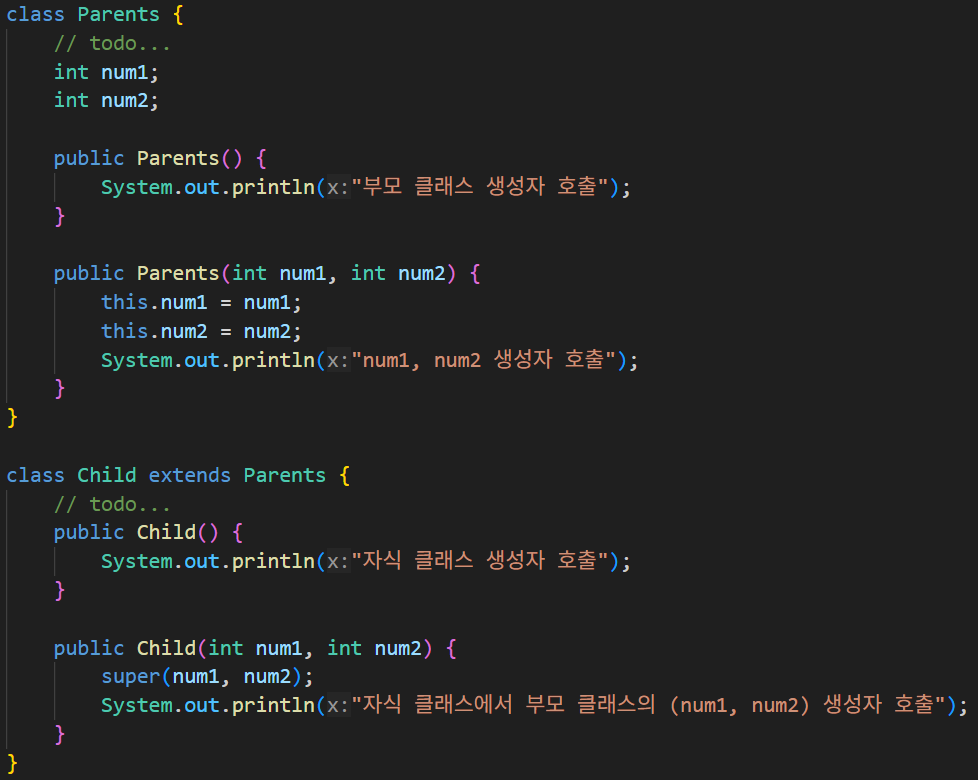 class Parents {
    // todo...
    int num1;
    int num2;

    public Parents() {
        System.out.println(x:"부모 클래스 생성자 호출");
    }

    public Parents(int num1, int num2) {
        this.num1 = num1;
        this.num2 = num2;
        System.out.println(x:"num1, num2 생성자 호출");
    }
}

class Child extends Parents {
    // todo...
    public Child() {
        System.out.println(x:"자식 클래스 생성자 호출");
    }

    public Child(int num1, int num2) {
        super(num1, num2);
        System.out.println(x:"자식 클래스에서 부모 클래스의 (num1, num2) 생성자 호출");
    }
}